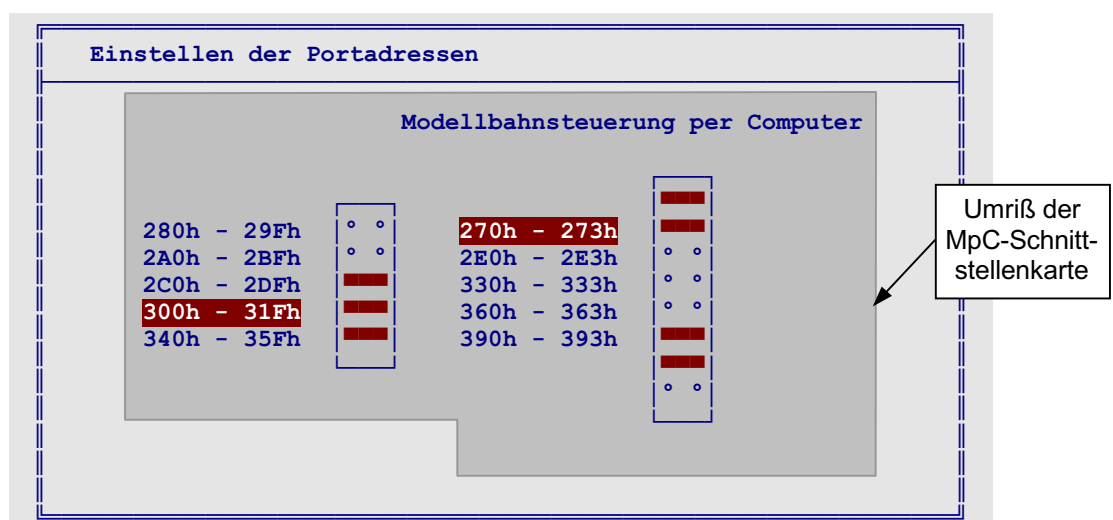 Einstellen der Portadressen
Modellbahnsteuerung per Computer
280h - 29Fh
2A0h - 2BFh
2C0h - 2DFh
300h - 31Fh
340h - 35Fh
270h - 273h
2E0h - 2E3h
330h - 333h
360h - 363h
390h - 393h
Umriß der
MpC-Schnitt-
stellenkarte